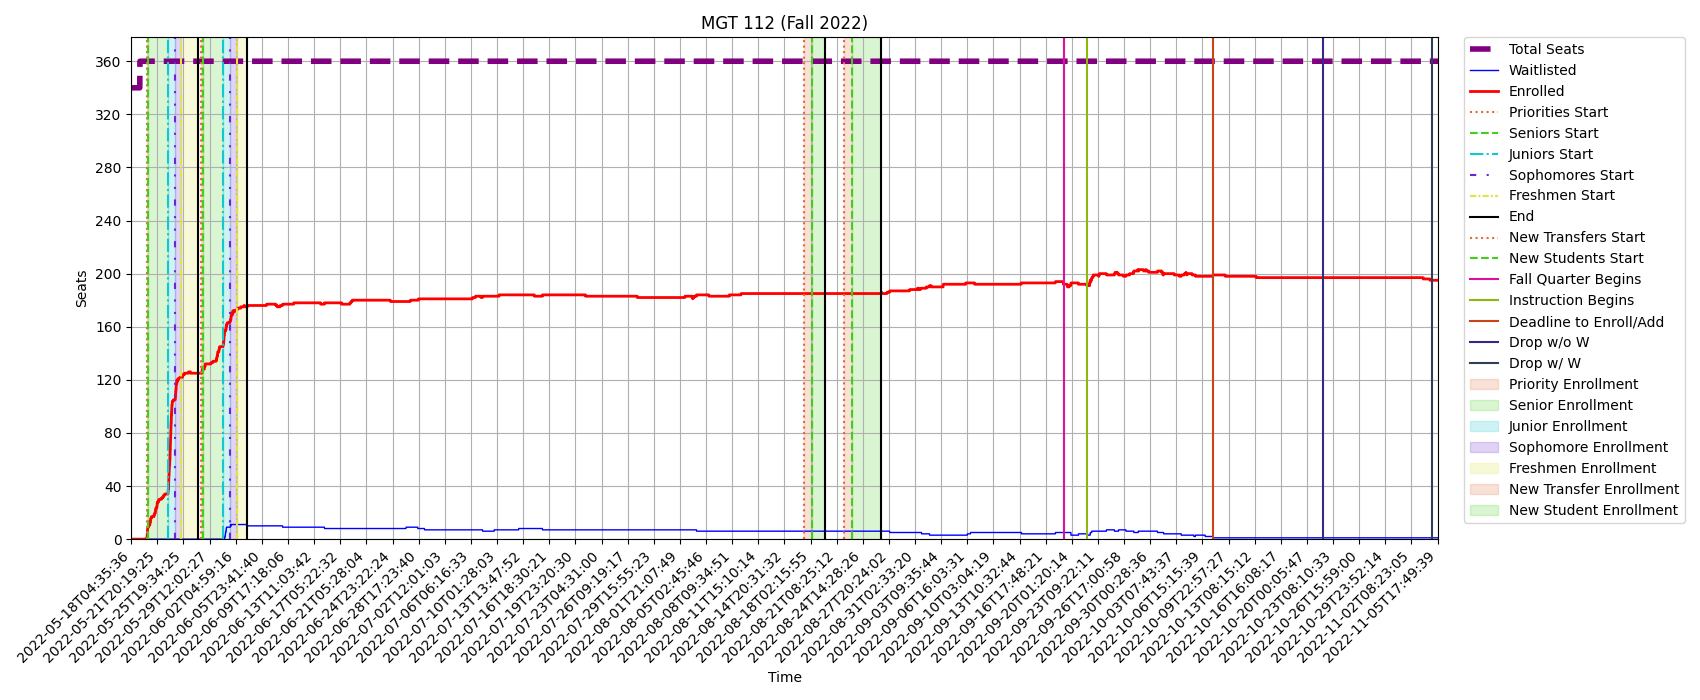 MGT 112 (Fall 2022)
360
320
280
240
200
160
120
80
40
0
Seats
2022-05-18T04:35:36
2022-05-21T20:19:25
2022-05-25T19:34:25
2022-05-29T12:02:27
2022-06-02T04:59:16
2022-06-05T23:41:40
2022-06-09T17:18:06
2022-06-13T11:03:42
2022-06-17T05:22:32
2022-06-21T05:28:04
2022-06-24T23:22:24
2022-06-28T17:23:40
2022-07-02T12:01:03
2022-07-06T06:16:33
2022-07-10T01:28:03
2022-07-13T13:47:52
2022-07-16T18:30:21
2022-07-19T23:20:30
2022-07-23T04:31:00
2022-07-26T09:19:17
2022-07-29T15:55:23
2022-08-01T21:07:49
2022-08-05T02:45:46
2022-08-08T09:34:51
2022-08-11T15:10:14
2022-08-14T20:31:32
2022-08-18T02:15:55
2022-08-21T08:25:12
2022-08-24T14:28:26
2022-08-27T20:24:02
2022-08-31T02:33:20
2022-09-03T09:35:44
2022-09-06T16:03:31
2022-09-10T03:04:19
2022-09-13T10:32:44
2022-09-16T17:48:21
2022-09-20T01:20:14
2022-09-23T09:22:11
2022-09-26T17:00:58
2022-09-30T00:28:36
2022-10-03T07:43:37
2022-10-06T15:15:39
2022-10-09T22:57:27
2022-10-13T08:15:12
2022-10-16T16:08:17
2022-10-20T00:05:47
2022-10-23T08:10:33
2022-10-26T15:59:00
2022-10-29T23:52:14
2022-11-02T08:23:05
2022-11-05T17:49:39
Time
Total Seats
Waitlisted
Enrolled
Priorities Start
Seniors Start
Juniors Start
Sophomores Start
Freshmen Start
End
New Transfers Start
New Students Start
Fall Quarter Begins
Instruction Begins
Deadline to Enroll/Add
Drop w/o W
Drop w/ W
Priority Enrollment
Senior Enrollment
Junior Enrollment
Sophomore Enrollment
Freshmen Enrollment
New Transfer Enrollment
New Student Enrollment